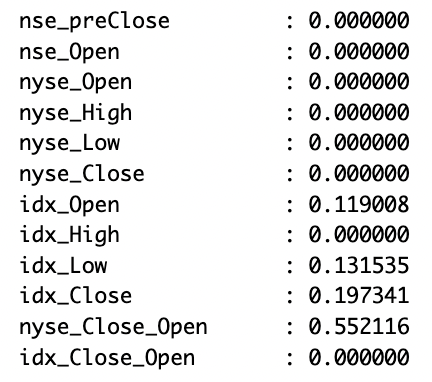 nse_preClose : 0.000000
nse_Open : 0.000000
nyse_Open : 0.000000
nyse_High : 0.000000
nyse_Low : 0.000000
nyse_Close : 0.000000
idx_Open : 0.119008
idx_High : 0.000000
idx_Low : 0.131535
idx_Close : 0.197341
nyse_Close_Open : 0.552116
idx_Close_Open : 0.000000